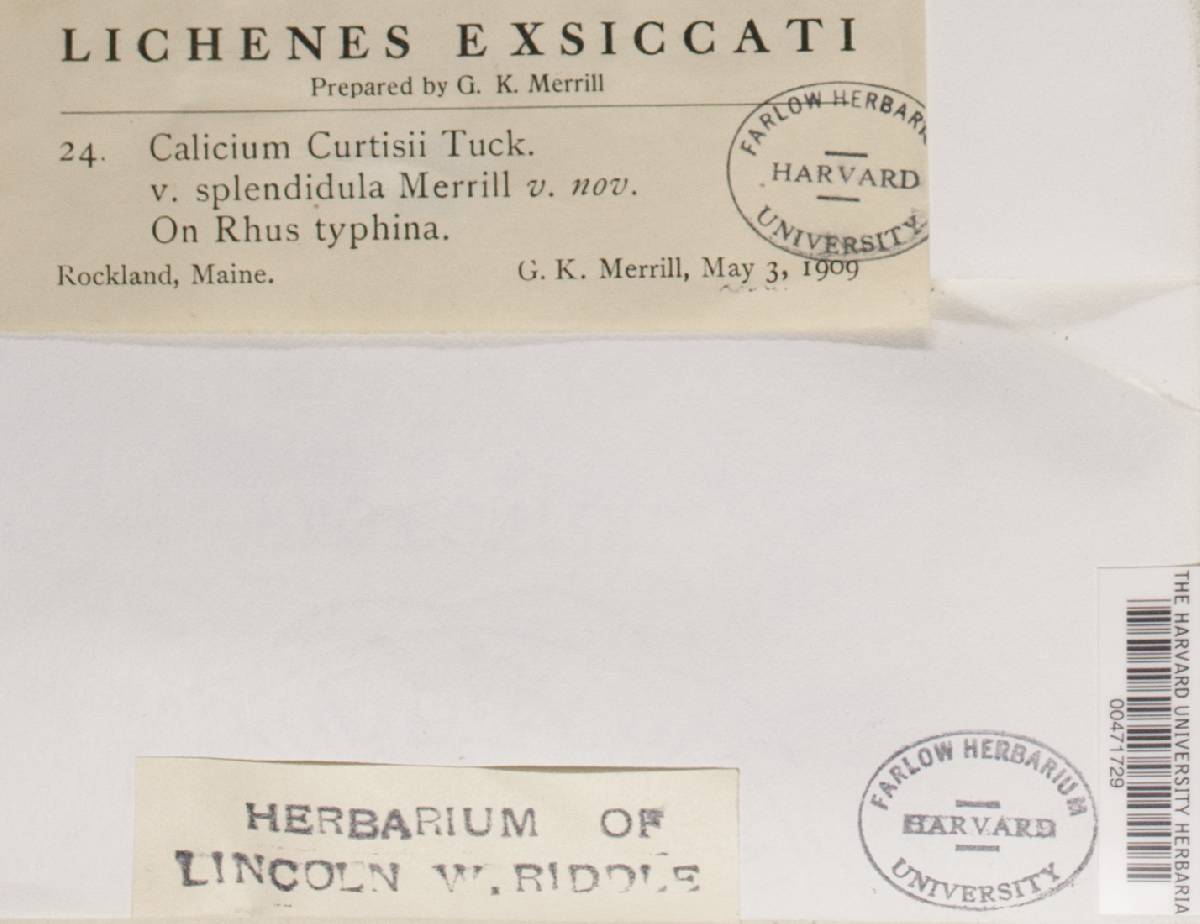 LICHENES EXSICCATI
Prepared by G. K. Merrill
24. Calicium Curtisii Tuck.
v. splendidula Merrill v. nov.
On Rhus typhina.
Rockland, Maine. G. K. Merrill, May 3, 1909
FARLOW HERBARI
HARVARD
UNIVERSITY
THE HARVARD UNIVERSITY HERBARIA
00471729
FARLOW HERBARIUM
HARVARD
UNIVERSITY
HERBARIUM OF
LINCOLN W. RIDDLE